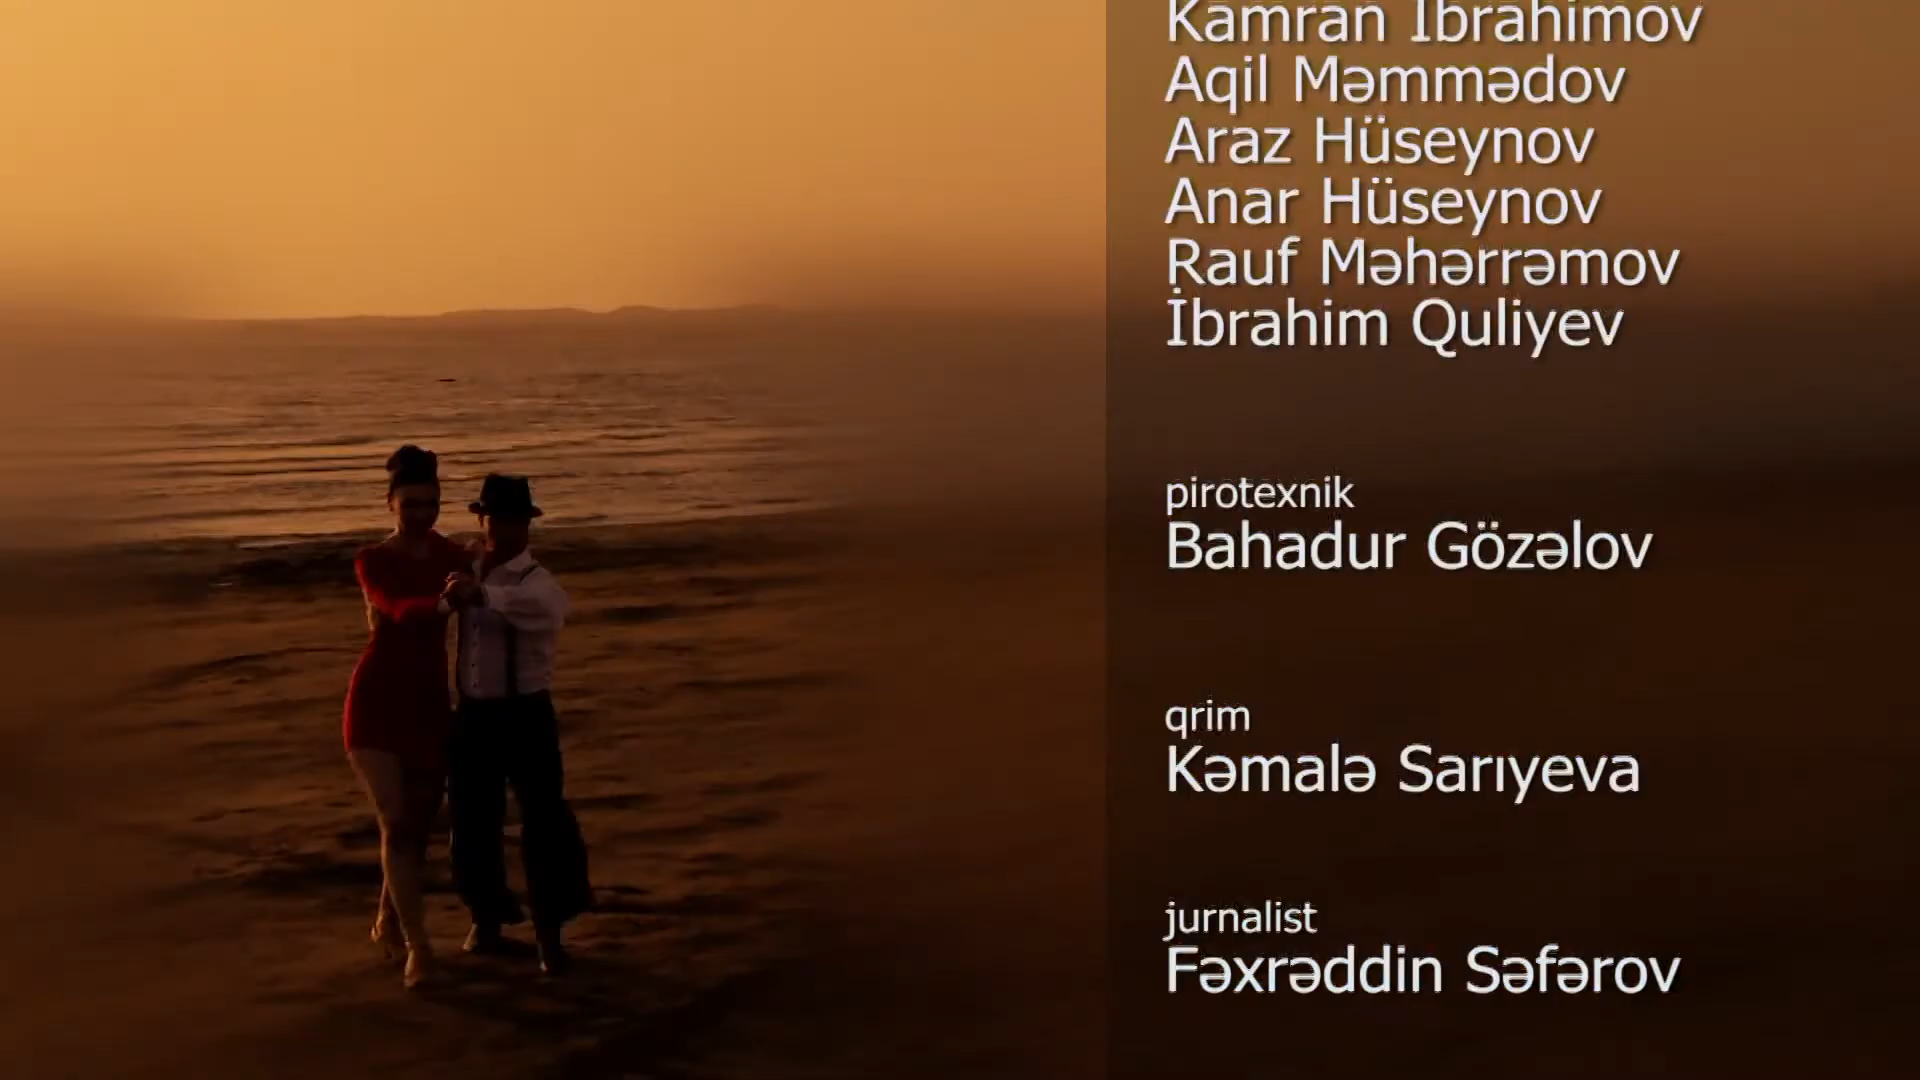 Kamran İbrahimov
Aqil Məmmədov
Araz Hüseynov
Anar Hüseynov
Rauf Məhərrəmov
İbrahim Quliyev
pirotexnik
Bahadur Gözəlov
qrim
Kəmalə Sarıyeva
jurnalist
Fəxrəddin Səfərov